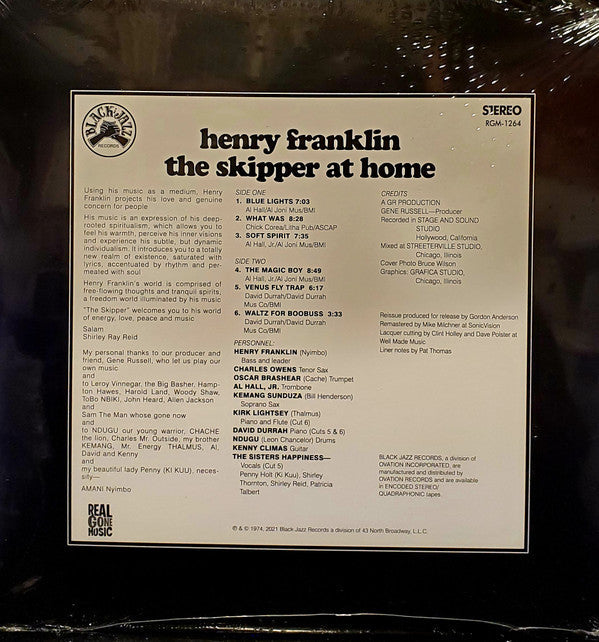 BLACK JAZZ
RECORDS
STEREO
RGM-1264
henry franklin
the skipper at home
Using his music as a medium, Henry
Franklin projects his love and genuine
concern for people
His music is an expression of his deep-
rooted spiritualism, which allows you to
feel his warmth, perceive his inner visions
and experience his subtle, but dynamic
individualism. It introduces you to a totally
new realm of existence, saturated with
lyrics, accentuated by rhythm and per-
meated with soul
Henry Franklin's world is comprised of
free-flowing thoughts and tranquil spirits,
a freedom world illuminated by his music
"The Skipper" welcomes you to his world
of energy, love, peace and music
Salam
Shirley Ray Reid
My personal thanks to our producer and
friend, Gene Russell, who let us play our
own music
and
to Leroy Vinnegar, the Big Basher, Hamp-
ton Hawes, Harold Land, Woody Shaw,
ToBo NBIKI, John Heard, Allen Jackson
and
Sam The Man whose gone now
and
to NDUGU our young warrior, CHACHE
the lion, Charles Mr. Outside, my brother
KEMANG, Mr. Energy THALMUS, Al,
David and Kenny
and
my beautiful lady Penny (KI KUU), neces-
sity—
AMANI Nyimbo
REAL
GONE
MUSIC
SIDE ONE
1. BLUE LIGHTS 7:03
Al Hall/Al Joni Mus/BMI
2. WHAT WAS 8:28
Chick Corea/Litha Pub/ASCAP
3. SOFT SPIRIT 7:35
Al Hall, Jr./Al Joni Mus/BMI
SIDE TWO
4. THE MAGIC BOY 8:49
Al Hall, Jr./Al Joni Mus/BMI
5. VENUS FLY TRAP 6:17
David Durrah/David Durrah
Mus Co/BMI
6. WALTZ FOR BOOBUSS 3:33
David Durrah/David Durrah
Mus Co/BMI
PERSONNEL:
HENRY FRANKLIN (Nyimbo)
Bass and leader
CHARLES OWENS Tenor Sax
OSCAR BRASHEAR (Cache) Trumpet
AL HALL, JR. Trombone
KEMANG SUNDUZA (Bill Henderson)
Soprano Sax
KIRK LIGHTSEY (Thalmus)
Piano and Flute (Cut 6)
DAVID DURRAH Piano (Cuts 5 & 6)
NDUGU (Leon Chancelor) Drums
KENNY CLIMAS Guitar
THE SISTERS HAPPINESS—
Vocals (Cut 5)
Penny Holt (Ki Kuu), Shirley
Thornton, Shirley Reid, Patricia
Talbert
CREDITS
A GR PRODUCTION
GENE RUSSELL—Producer
Recorded in STAGE AND SOUND
STUDIO
Hollywood, California
Mixed at STREETERVILLE STUDIO,
Chicago, Illinois
Cover Photo Bruce Wilson
Graphics: GRAFICA STUDIO,
Chicago, Illinois
Reissue produced for release by Gordon Anderson
Remastered by Mike Milchner at SonicVision
Lacquer cutting by Clint Holley and Dave Polster at
Well Made Music
Liner notes by Pat Thomas
BLACK JAZZ RECORDS, a division of
OVATION INCORPORATED, are
manufactured and distributed by
OVATION RECORDS and are available
in ENCODED STEREO/
QUADRAPHONIC tapes.
℗ & © 1974, 2021 Black Jazz Records a division of 43 North Broadway, L.L.C.